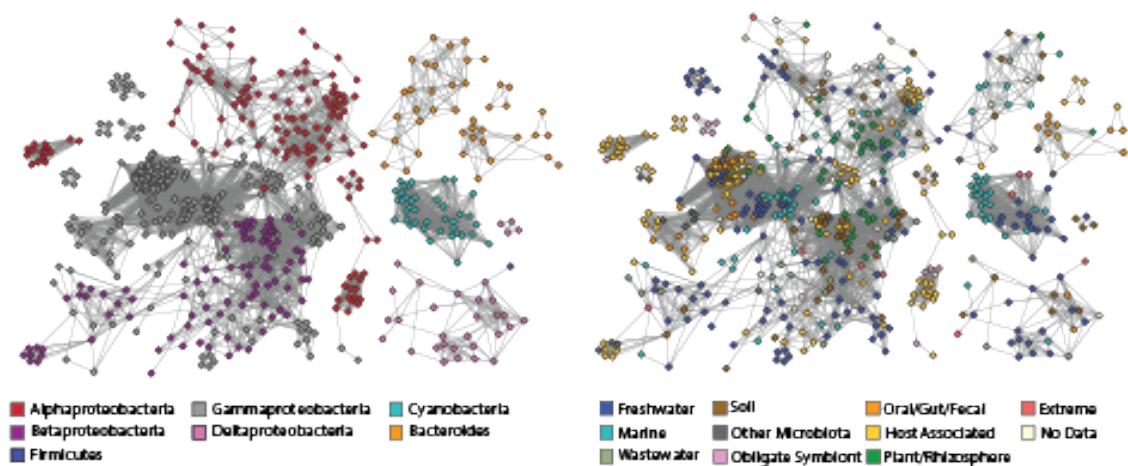 Alphaproteobacteria Gammaproteobacteria Cyanobacteria
Betaproteobacteria Deltaproteobacteria Bacteroides
Firmicutes
Freshwater Soil Oral/Gut/Fecal Extreme
Marine Other Microbiota Host Associated No Data
Wastewater Obligate Symbiont Plant/Rhizosphere